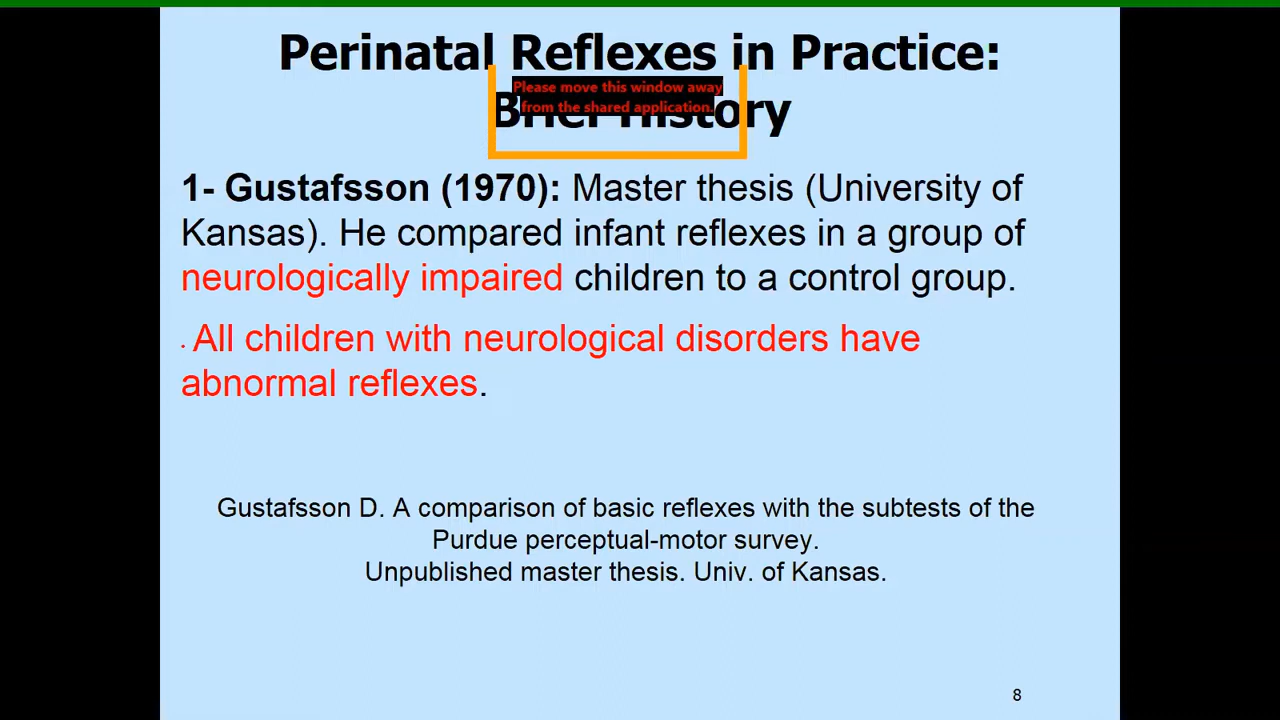 Perinatal Reflexes in Practice:
Please move this window away
from the shared application.
Brief History
1- Gustafsson (1970): Master thesis (University of
Kansas). He compared infant reflexes in a group of
neurologically impaired children to a control group.
. All children with neurological disorders have
abnormal reflexes.
Gustafsson D. A comparison of basic reflexes with the subtests of the
Purdue perceptual-motor survey.
Unpublished master thesis. Univ. of Kansas.
8